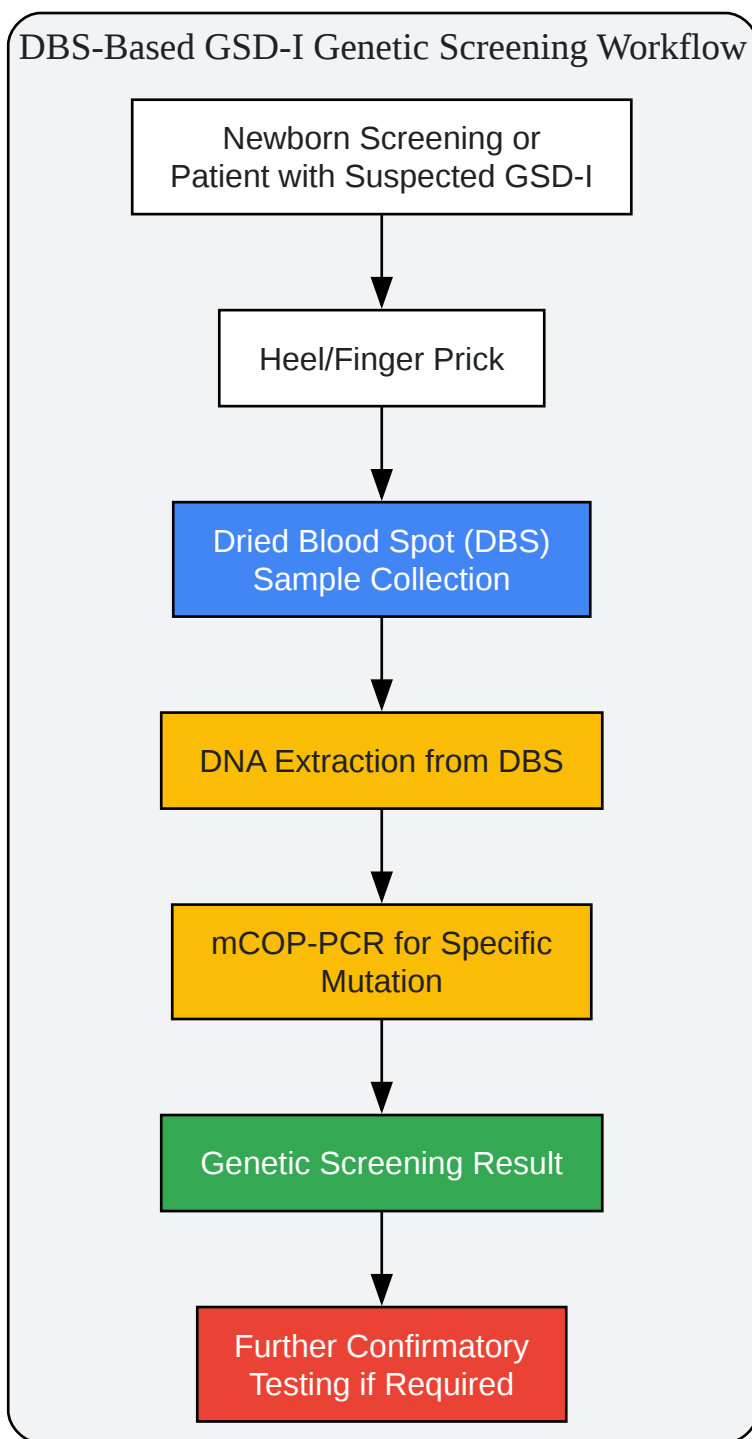 DBS-Based GSD-I Genetic Screening Workflow
Newborn Screening or
Patient with Suspected GSD-I
Heel/Finger Prick
Dried Blood Spot (DBS)
Sample Collection
DNA Extraction from DBS
mCOP-PCR for Specific
Mutation
Genetic Screening Result
Further Confirmatory
Testing if Required